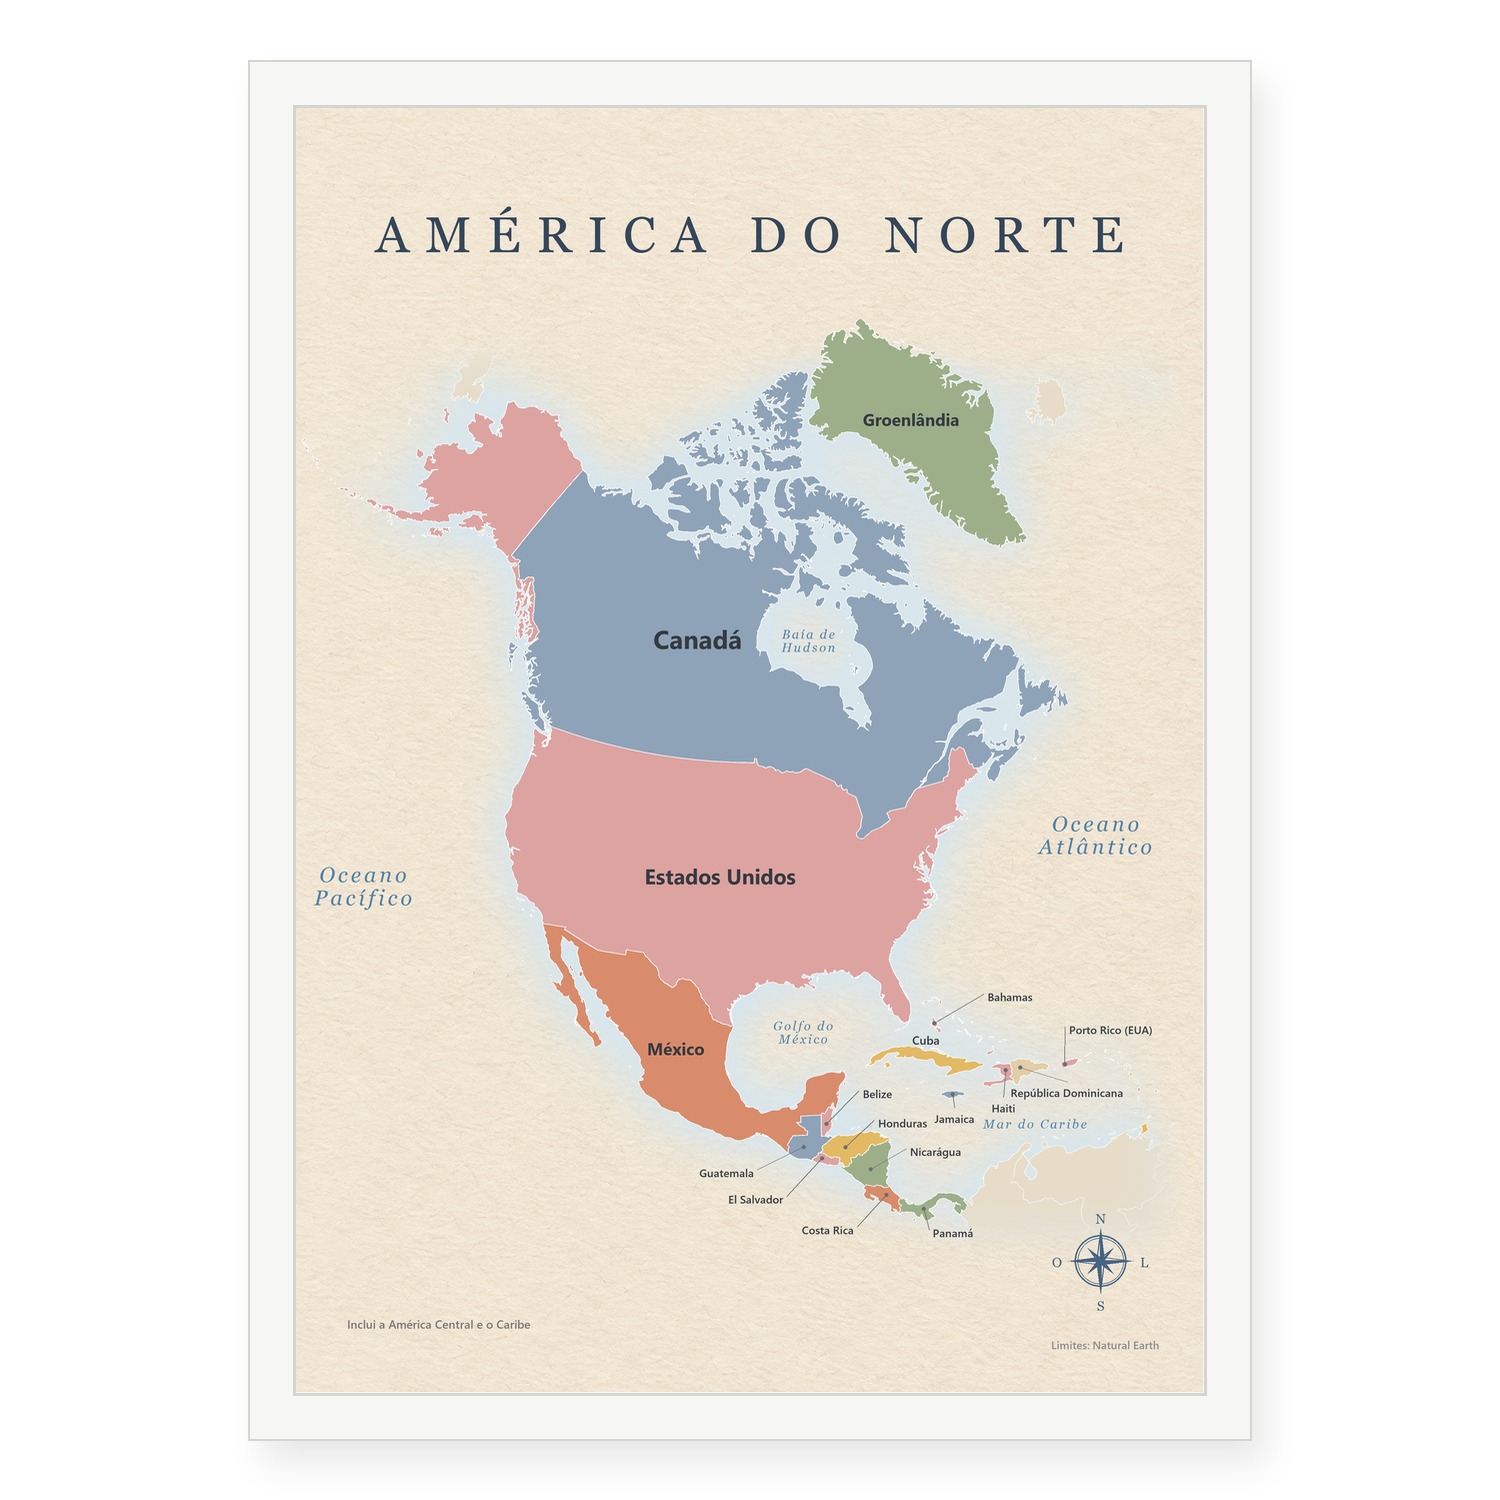 AMÉRICA DO NORTE
Groenlândia
Canadá
Baía de
Hudson
Oceano
Atlântico
Oceano
Pacífico
Estados Unidos
Golfo do
México
México
Bahamas
Porto Rico (EUA)
Cuba
República Dominicana
Haiti
Jamaica
Mar do Caribe
Belize
Honduras
Nicarágua
Guatemala
El Salvador
Costa Rica
Panamá
N
O
L
S
Inclui a América Central e o Caribe
Limites: Natural Earth